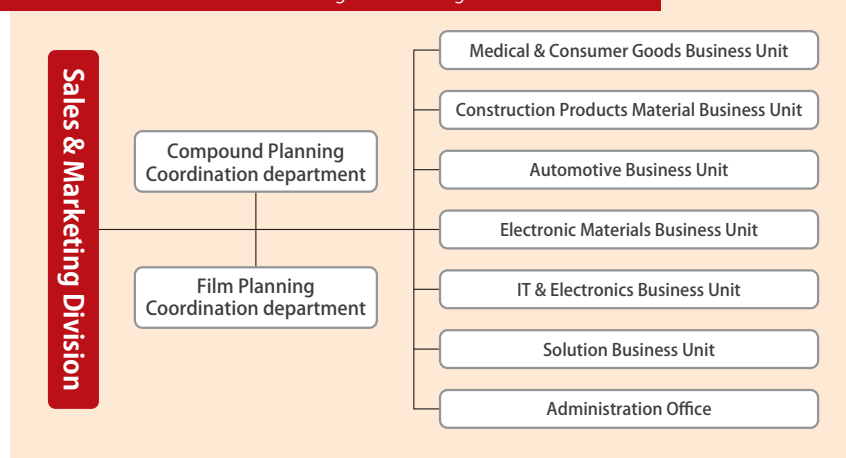 Sales & Marketing Division
Compound Planning
Coordination department
Film Planning
Coordination department
Medical & Consumer Goods Business Unit
Construction Products Material Business Unit
Automotive Business Unit
Electronic Materials Business Unit
IT & Electronics Business Unit
Solution Business Unit
Administration Office